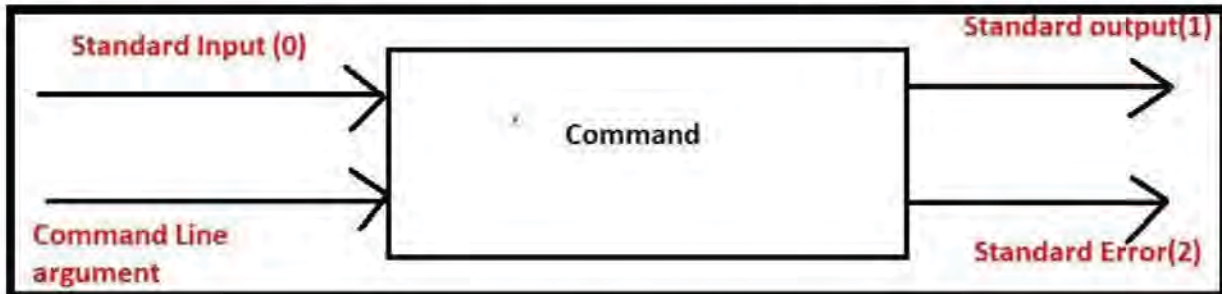 Standard Input (0)
Standard output(1)
Command
Command Line
argument
Standard Error(2)